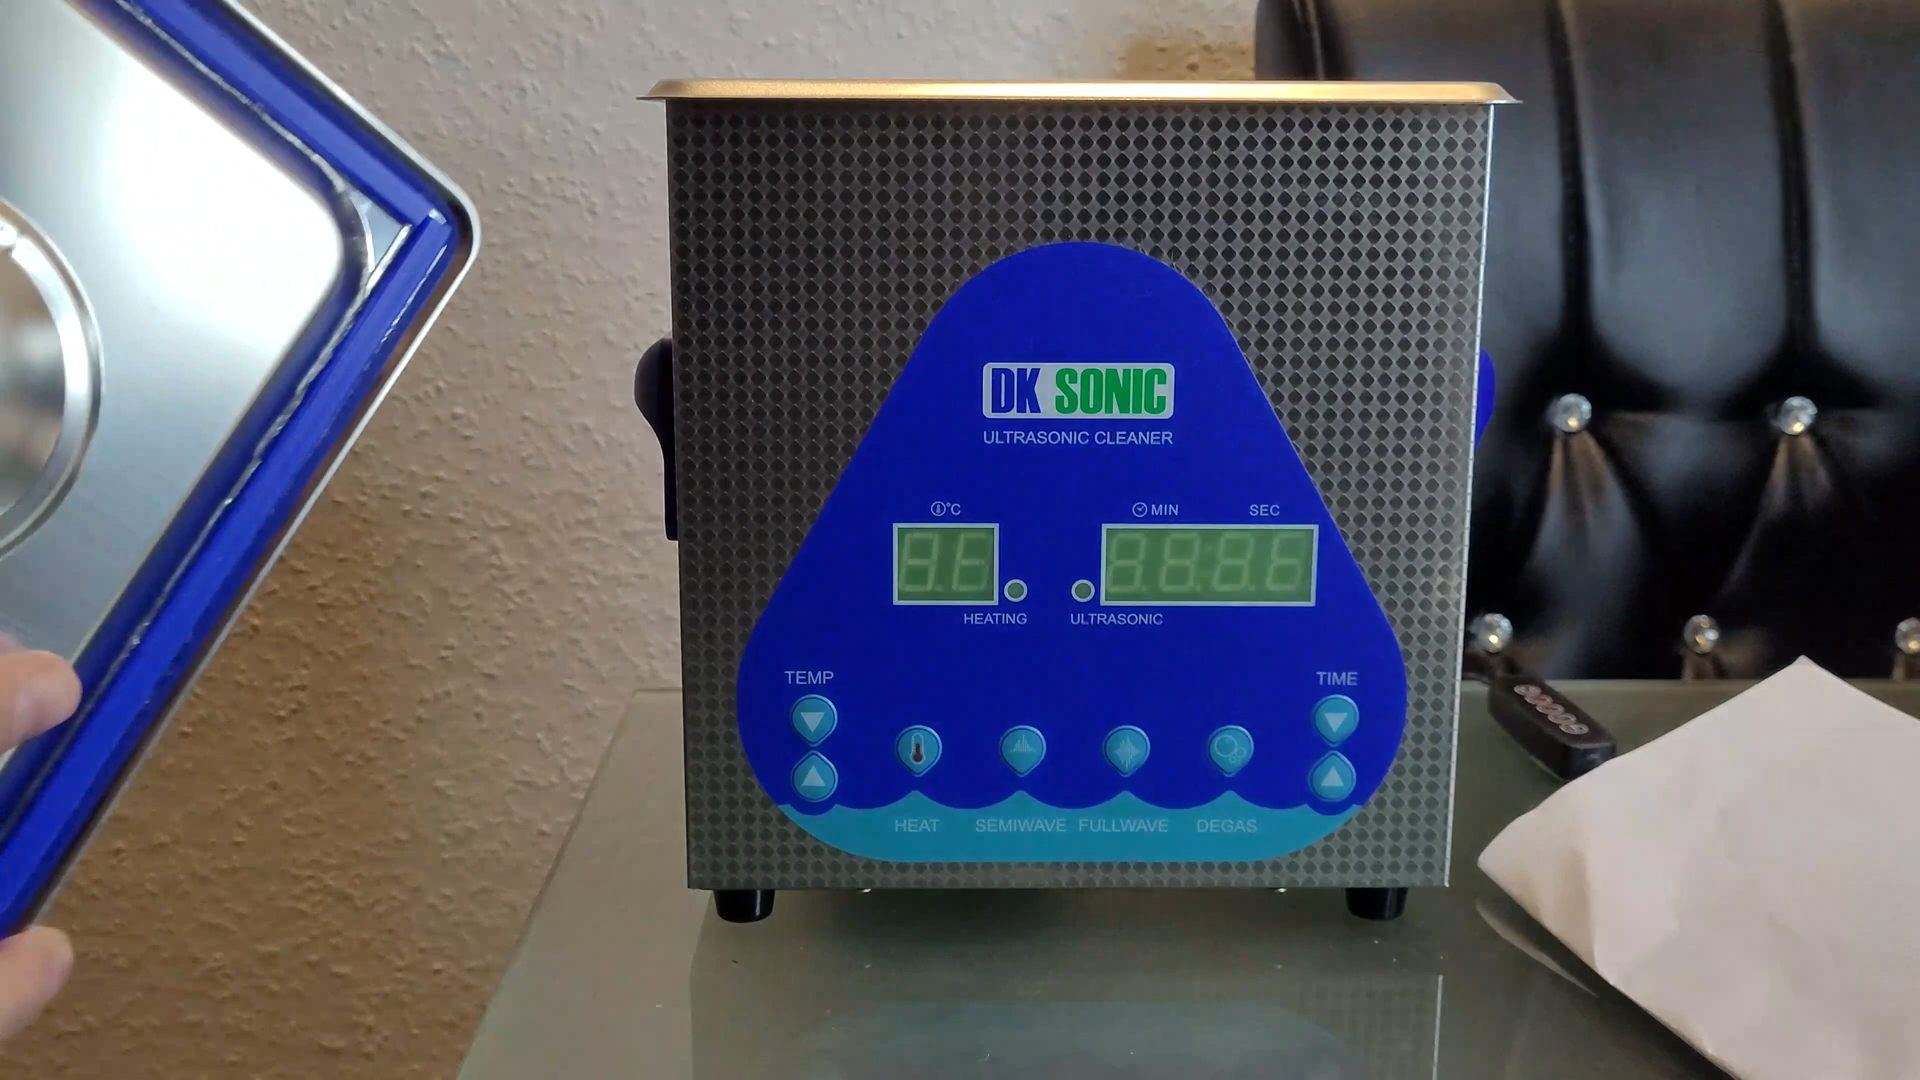 DK SONIC
ULTRASONIC CLEANER
°C
MIN SEC
HEATING ULTRASONIC
TEMP TIME
HEAT SEMIWAVE FULLWAVE DEGAS